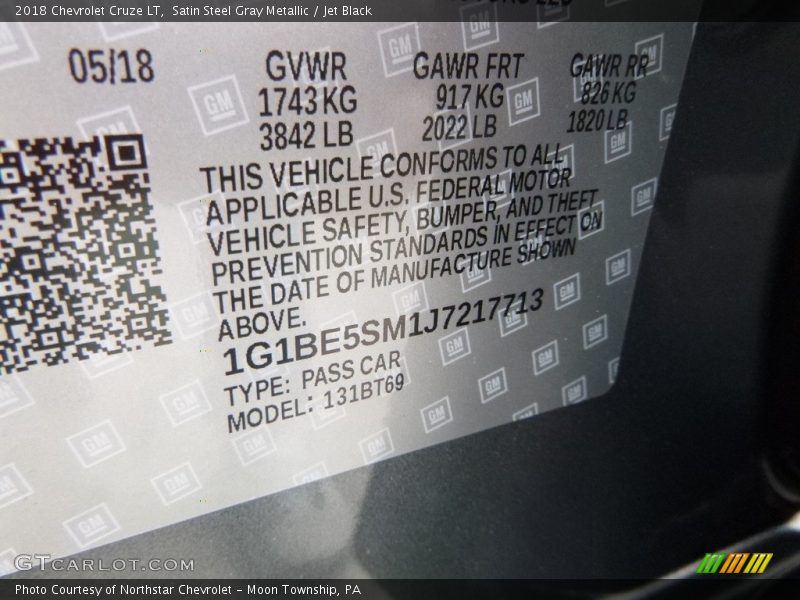 2018 Chevrolet Cruze LT, Satin Steel Gray Metallic / Jet Black
05/18 GVWR GAWR FRT GAWR RR
1743 KG 917 KG 826 KG
3842 LB 2022 LB 1820 LB
THIS VEHICLE CONFORMS TO ALL
APPLICABLE U.S. FEDERAL MOTOR
VEHICLE SAFETY, BUMPER, AND THEFT
PREVENTION STANDARDS IN EFFECT ON
THE DATE OF MANUFACTURE SHOWN
ABOVE.
1G1BE5SM1J7217713
TYPE: PASS CAR
MODEL: 131BT69
GM
GTCARLOT.COM
Photo Courtesy of Northstar Chevrolet - Moon Township, PA